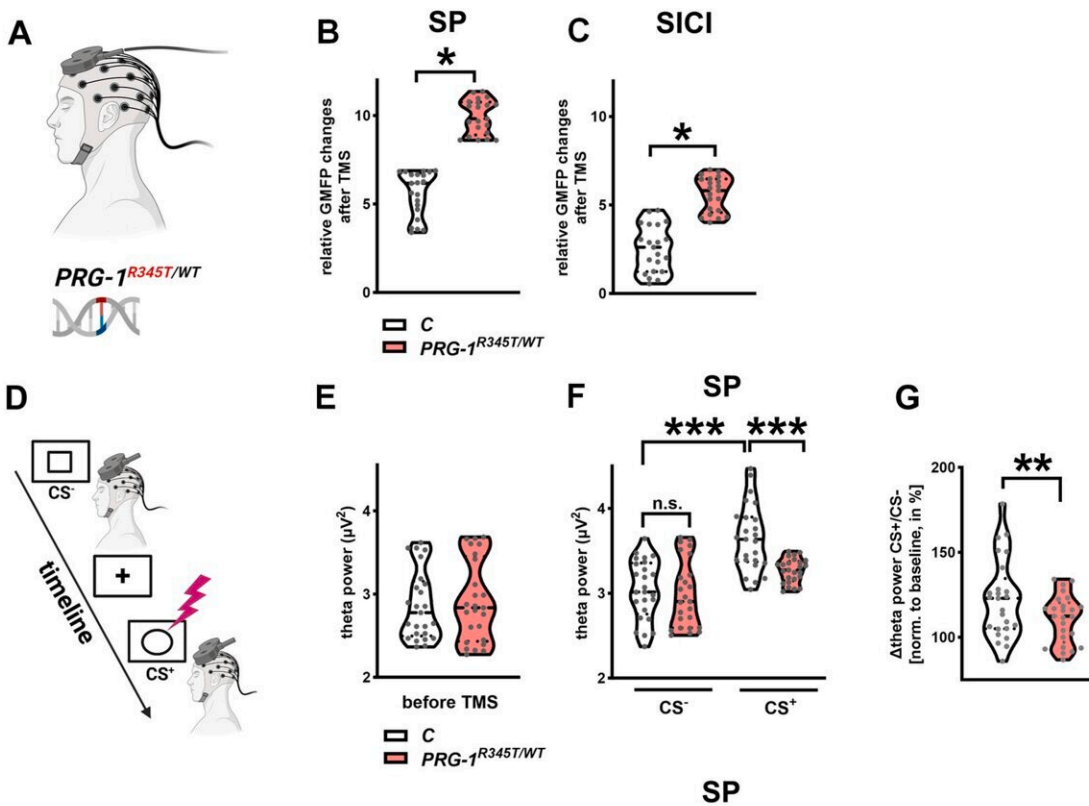 A
PRG-1R345T/WT
B
SP
*
relative GMFP changes
after TMS
10
5
0
C
PRG-1R345T/WT
C
SICI
*
relative GMFP changes
after TMS
10
5
0
D
CS-
+
CS+
timeline
E
theta power (µV²)
4
3
2
before TMS
C
PRG-1R345T/WT
F
SP
***
***
n.s.
theta power (µV²)
4
3
2
CS-
CS+
G
**
Δtheta power CS+/CS-
[norm. to baseline, in %]
200
150
100
SP